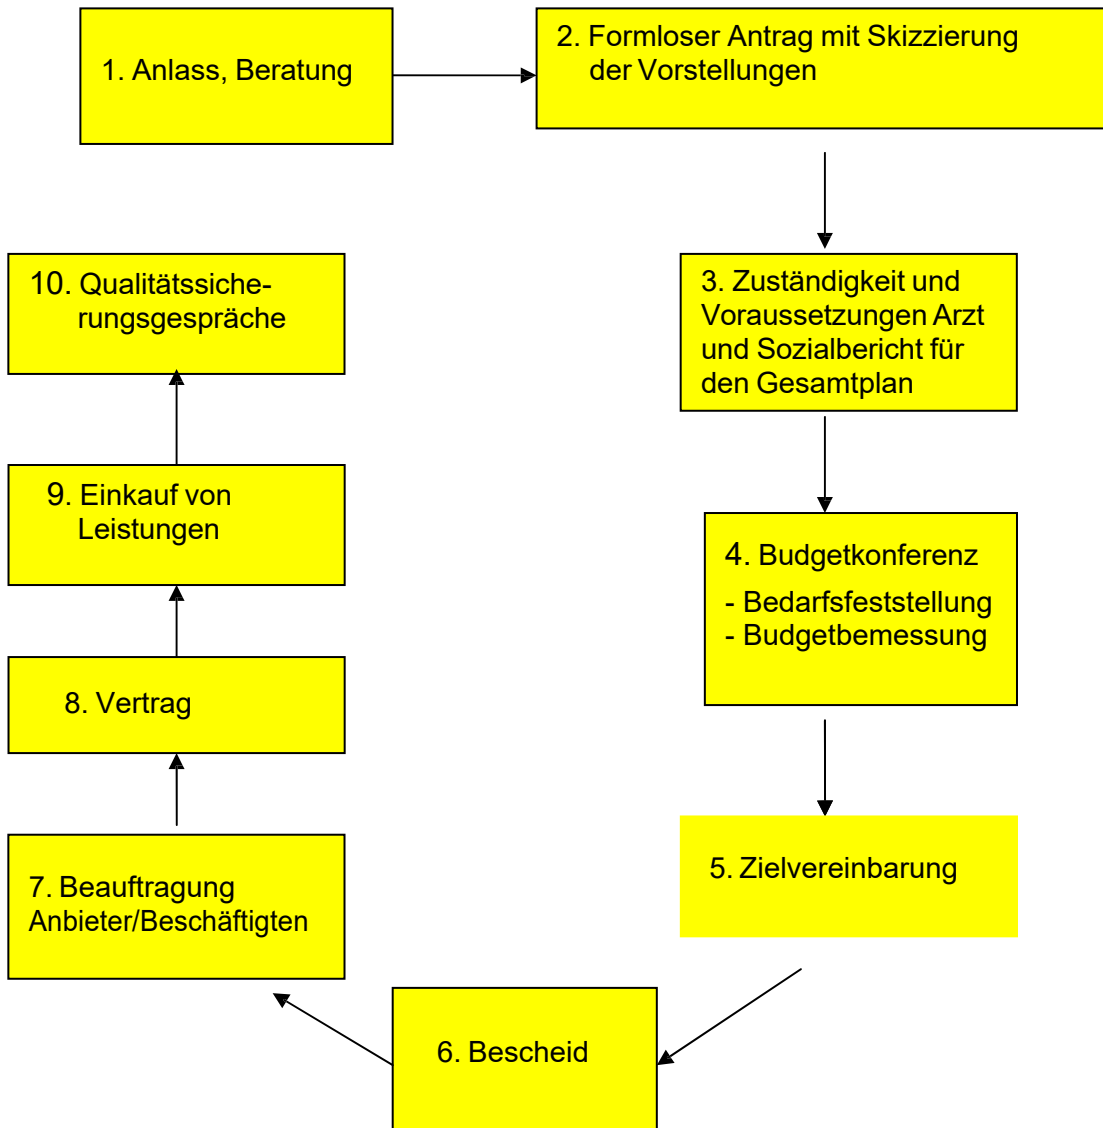 1. Anlass, Beratung
2. Formloser Antrag mit Skizzierung
der Vorstellungen
3. Zuständigkeit und
Voraussetzungen Arzt
und Sozialbericht für
den Gesamtplan
4. Budgetkonferenz
- Bedarfsfeststellung
- Budgetbemessung
5. Zielvereinbarung
6. Bescheid
7. Beauftragung
Anbieter/Beschäftigten
8. Vertrag
9. Einkauf von
Leistungen
10. Qualitätssiche-
rungsgespräche